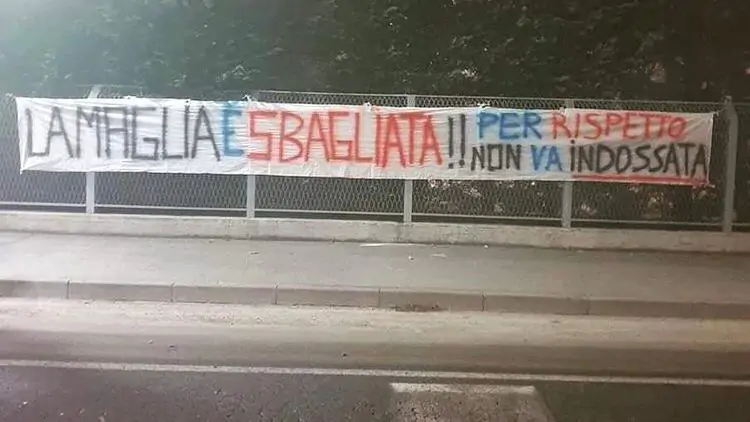 LA MAGLIA È SBAGLIATA!! PER RISPETTO
NON VA INDOSSATA